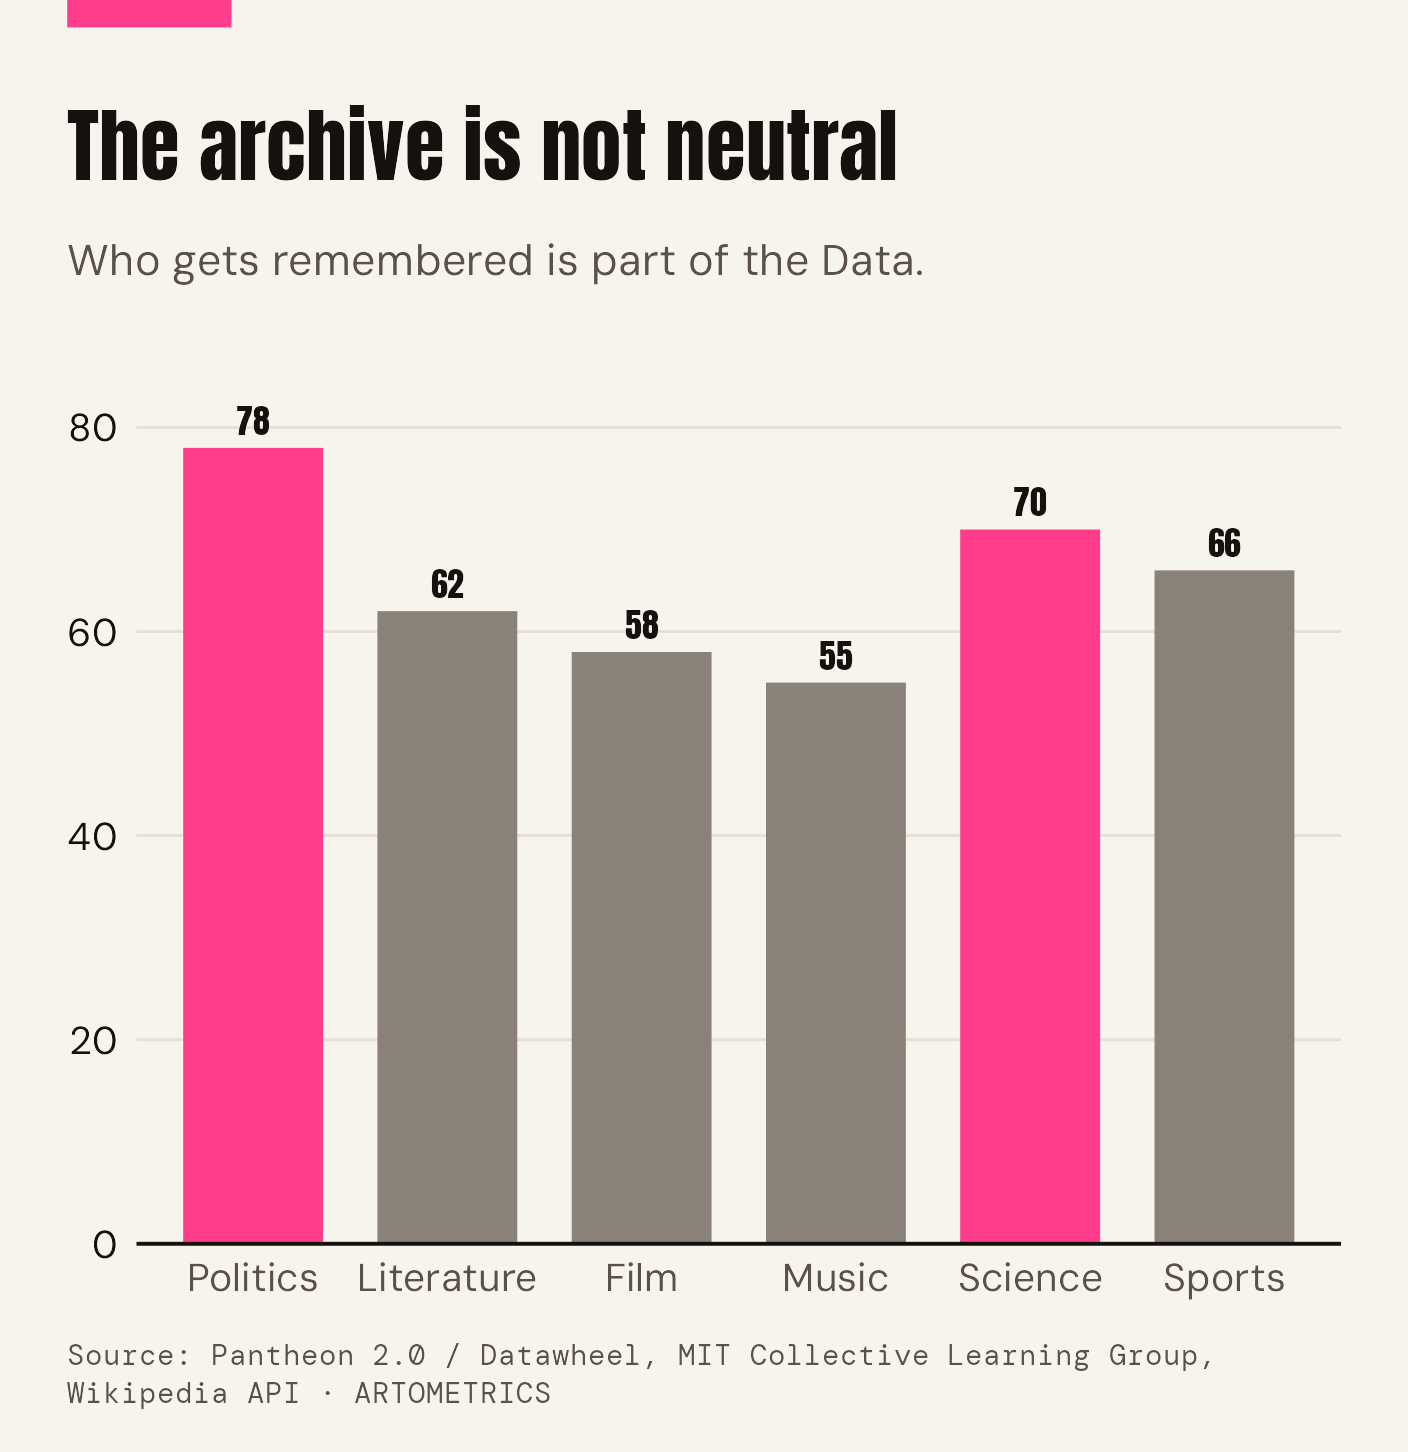 The archive is not neutral
Who gets remembered is part of the Data.
80
60
40
20
0
78
62
58
55
70
66
Politics
Literature
Film
Music
Science
Sports
Source: Pantheon 2.0 / Datawheel, MIT Collective Learning Group,
Wikipedia API · ARTOMETRICS